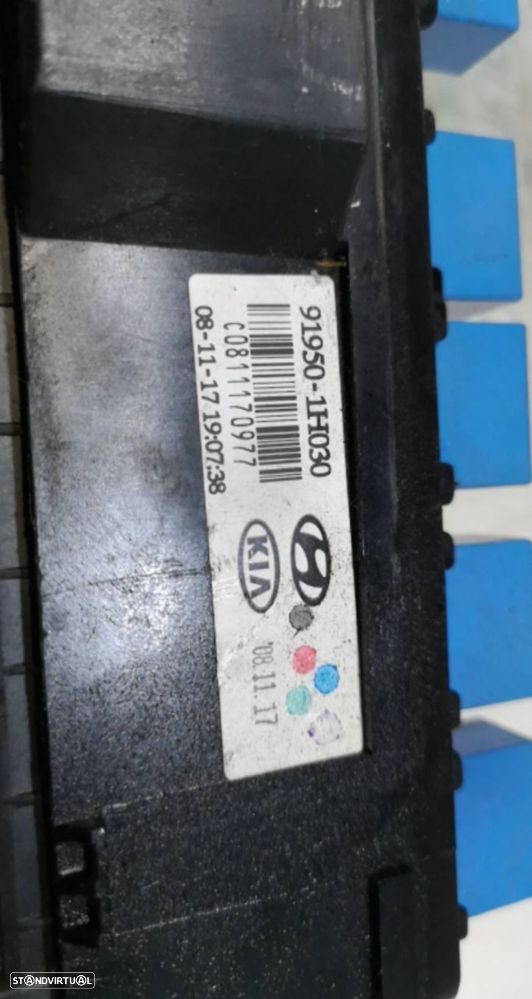 91950-1H030
C0811170977
08-11-17 19:07:38
KIA
'08.11.17
STANDVIRTUAL